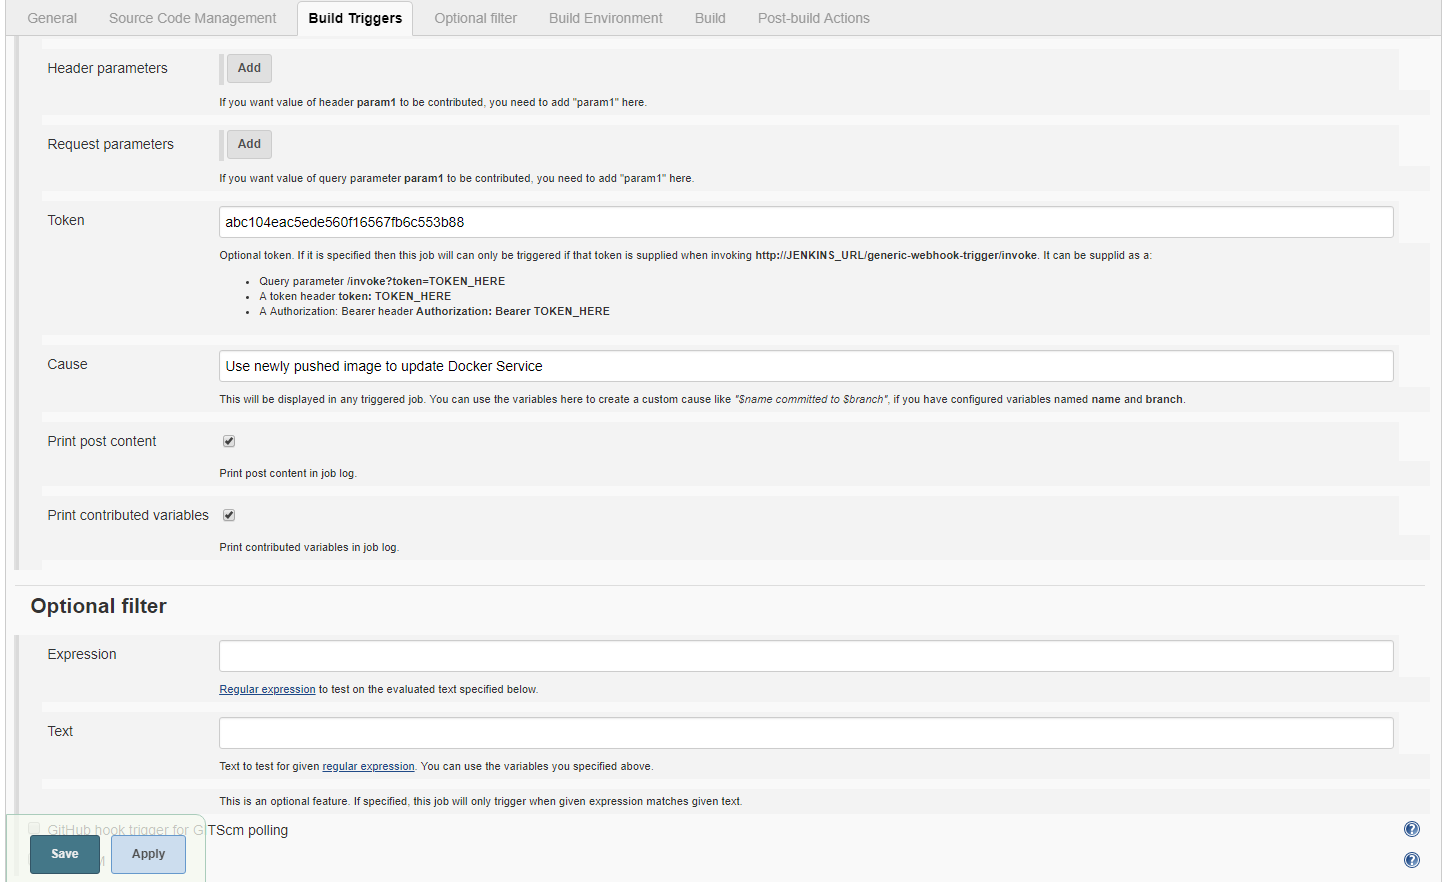 General Source Code Management Build Triggers Optional filter Build Environment Build Post-build Actions
Header parameters Add
If you want value of header param1 to be contributed, you need to add "param1" here.
Request parameters Add
If you want value of query parameter param1 to be contributed, you need to add "param1" here.
Token abc104eac5ede560f16567fb6c553b88
Optional token. If it is specified then this job will can only be triggered if that token is supplied when invoking http://JENKINS_URL/generic-webhook-trigger/invoke. It can be supplid as a:
• Query parameter /invoke?token=TOKEN_HERE
• A token header token: TOKEN_HERE
• A Authorization: Bearer header Authorization: Bearer TOKEN_HERE
Cause Use newly pushed image to update Docker Service
This will be displayed in any triggered job. You can use the variables here to create a custom cause like "$name committed to $branch", if you have configured variables named name and branch.
Print post content
Print post content in job log.
Print contributed variables
Print contributed variables in job log.
Optional filter
Expression
Regular expression to test on the evaluated text specified below.
Text
Text to test for given regular expression. You can use the variables you specified above.
This is an optional feature. If specified, this job will only trigger when given expression matches given text.
GitHub hook trigger for GITScm polling
Save Apply